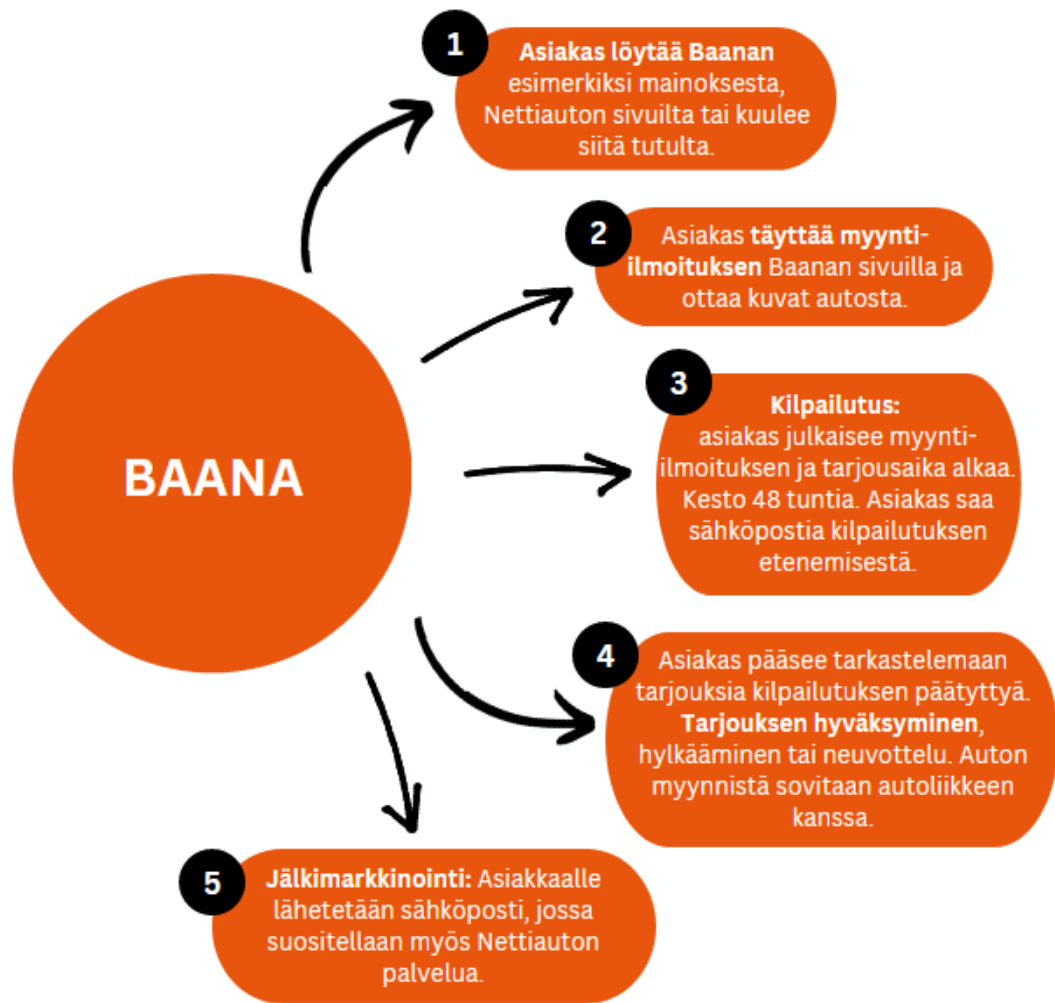 1
Asiakas löytää Baanan
esimerkiksi mainoksesta,
Nettiauton sivuilta tai kuulee
siitä tutulta.
2
Asiakas täyttää myynti-
ilmoituksen Baanan sivuilla ja
ottaa kuvat autosta.
3
Kilpailutus:
asiakas julkaisee myynti-
ilmoituksen ja tarjousaika alkaa.
Kesto 48 tuntia. Asiakas saa
sähköpostia kilpailutuksen
etenemisestä.
BAANA
4
Asiakas pääsee tarkastelemaan
tarjouksia kilpailutuksen päätyttyä.
Tarjouksen hyväksyminen,
hylkääminen tai neuvottelu. Auton
myynnistä sovitaan autoliikkeen
kanssa.
5
Jälkimarkkinointi: Asiakkaalle
lähetetään sähköposti, jossa
suositellaan myös Nettiauton
palvelua.